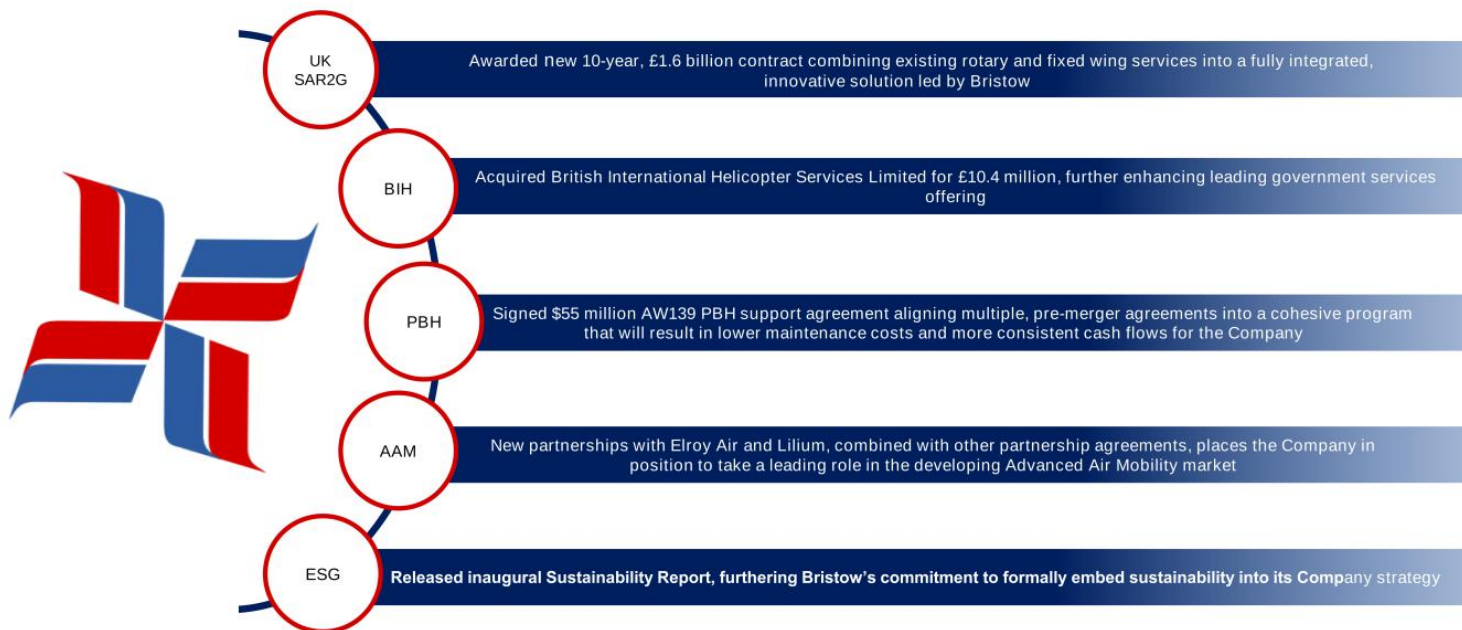 UK
SAR2G
Awarded new 10-year, £1.6 billion contract combining existing rotary and fixed wing services into a fully integrated,
innovative solution led by Bristow
BIH
Acquired British International Helicopter Services Limited for £10.4 million, further enhancing leading government services
offering
PBH
Signed $55 million AW139 PBH support agreement aligning multiple, pre-merger agreements into a cohesive program
that will result in lower maintenance costs and more consistent cash flows for the Company
AAM
New partnerships with Elroy Air and Lilium, combined with other partnership agreements, places the Company in
position to take a leading role in the developing Advanced Air Mobility market
ESG
Released inaugural Sustainability Report, furthering Bristow's commitment to formally embed sustainability into its Company strategy